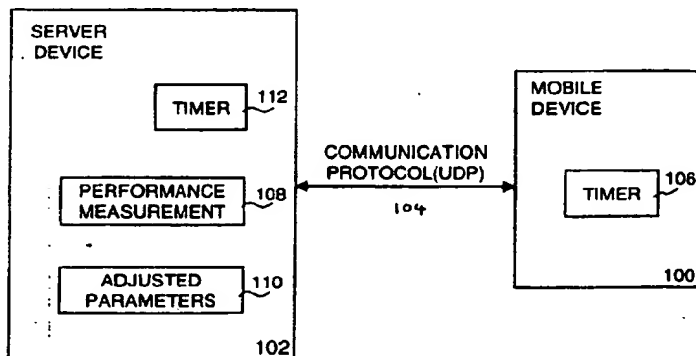 SERVER
DEVICE
TIMER
112
PERFORMANCE
MEASUREMENT
108
ADJUSTED
PARAMETERS
110
102
COMMUNICATION
PROTOCOL(UDP)
104
MOBILE
DEVICE
TIMER
106
100